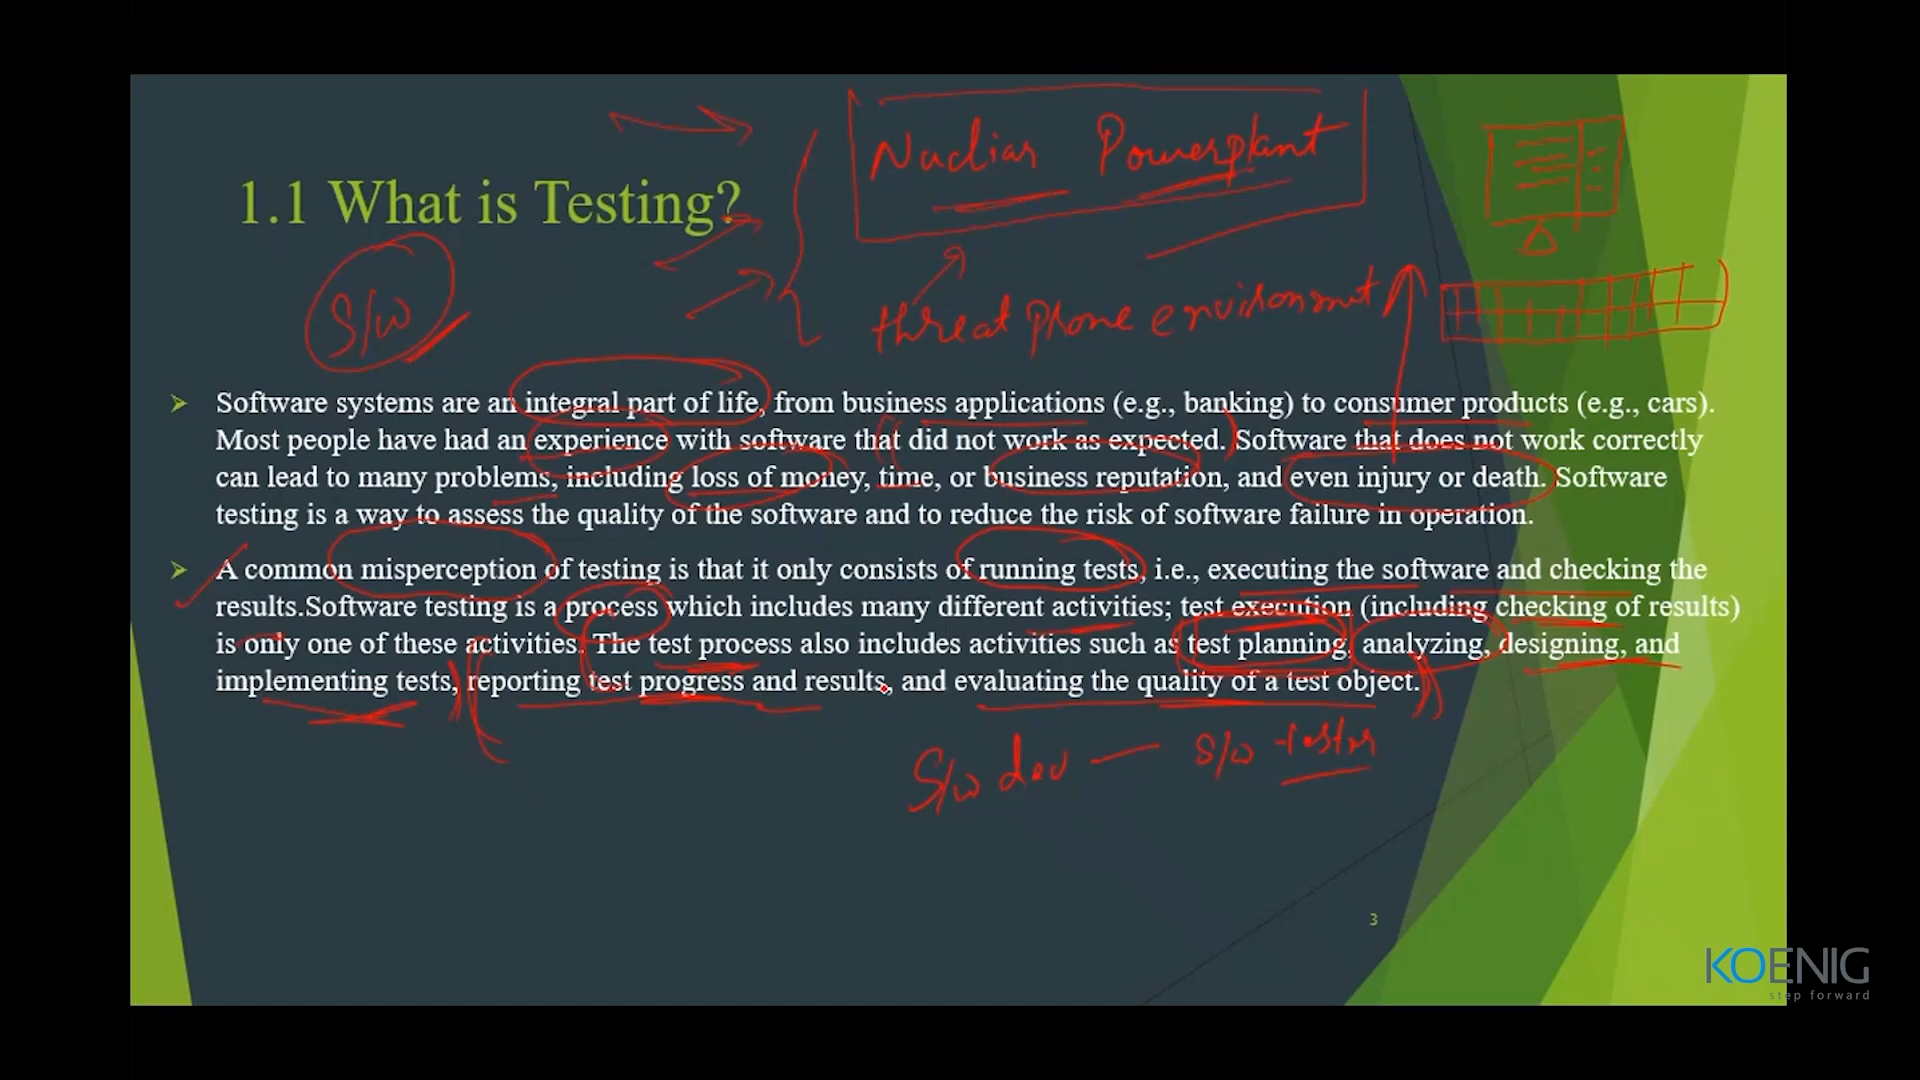 Nucliar Powerplant
1.1 What is Testing?
S/W
threat phone environment
Software systems are an integral part of life, from business applications (e.g., banking) to consumer products (e.g., cars).
Most people have had an experience with software that did not work as expected. Software that does not work correctly
can lead to many problems, including loss of money, time, or business reputation, and even injury or death. Software
testing is a way to assess the quality of the software and to reduce the risk of software failure in operation.
A common misperception of testing is that it only consists of running tests, i.e., executing the software and checking the
results.Software testing is a process which includes many different activities; test execution (including checking of results)
is only one of these activities. The test process also includes activities such as test planning, analyzing, designing, and
implementing tests, reporting test progress and results, and evaluating the quality of a test object.
S/w dev — S/w tester
3
KOENIG
step forward